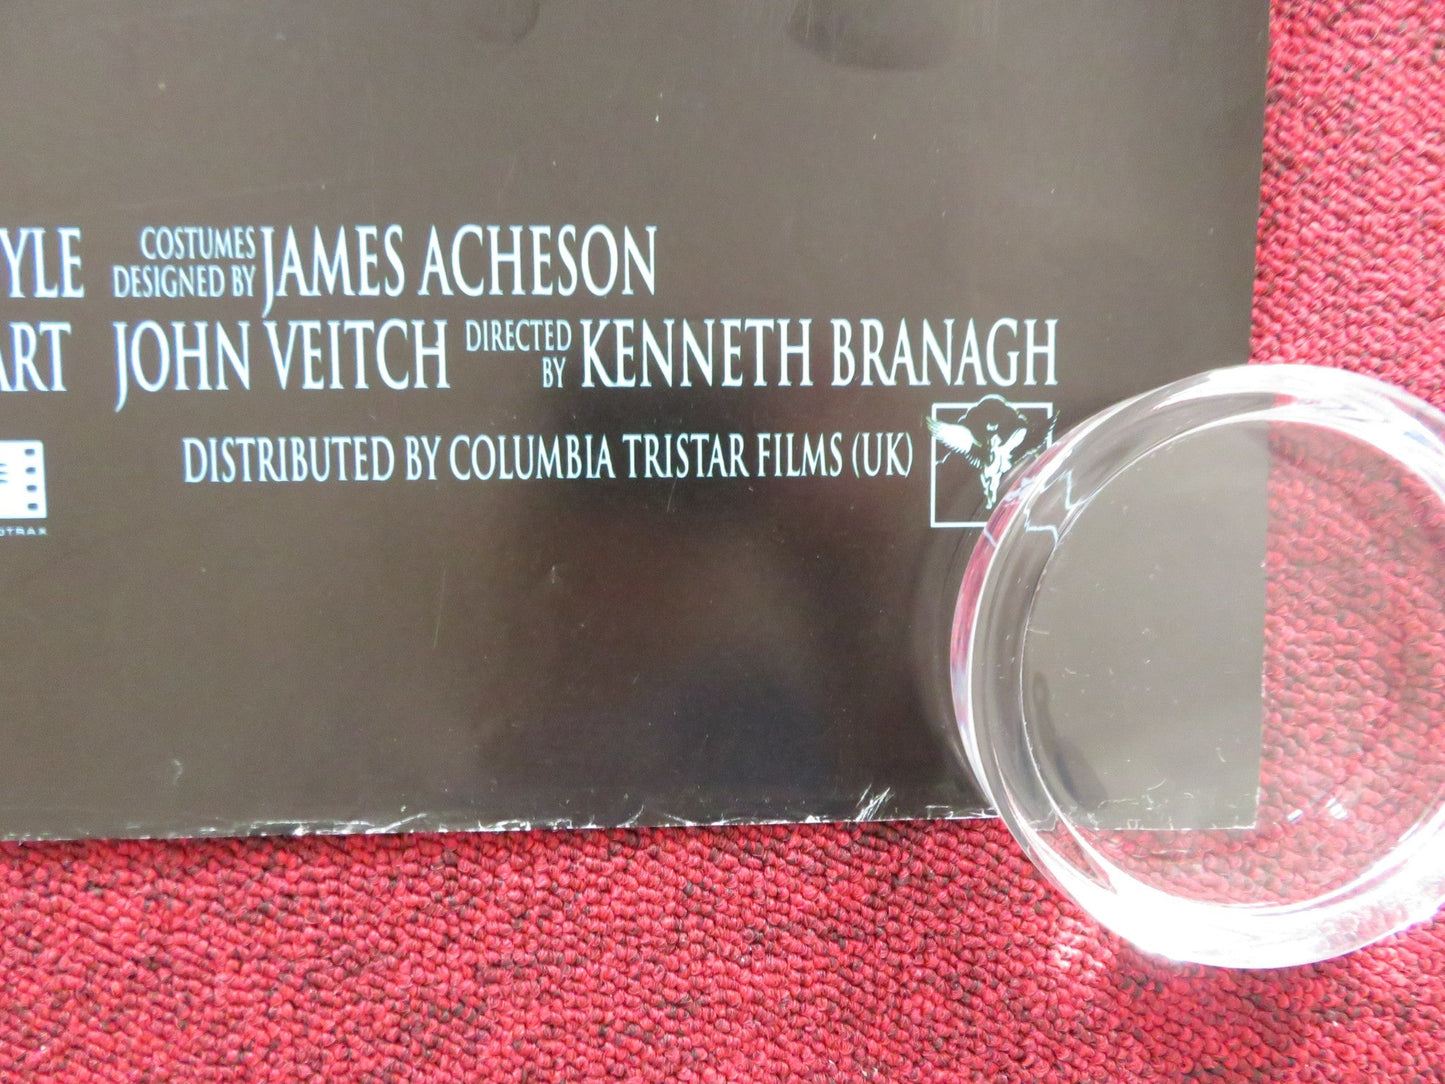 YLE COSTUMES DESIGNED BY JAMES ACHESON
ART JOHN VEITCH DIRECTED BY KENNETH BRANAGH
DISTRIBUTED BY COLUMBIA TRISTAR FILMS (UK)